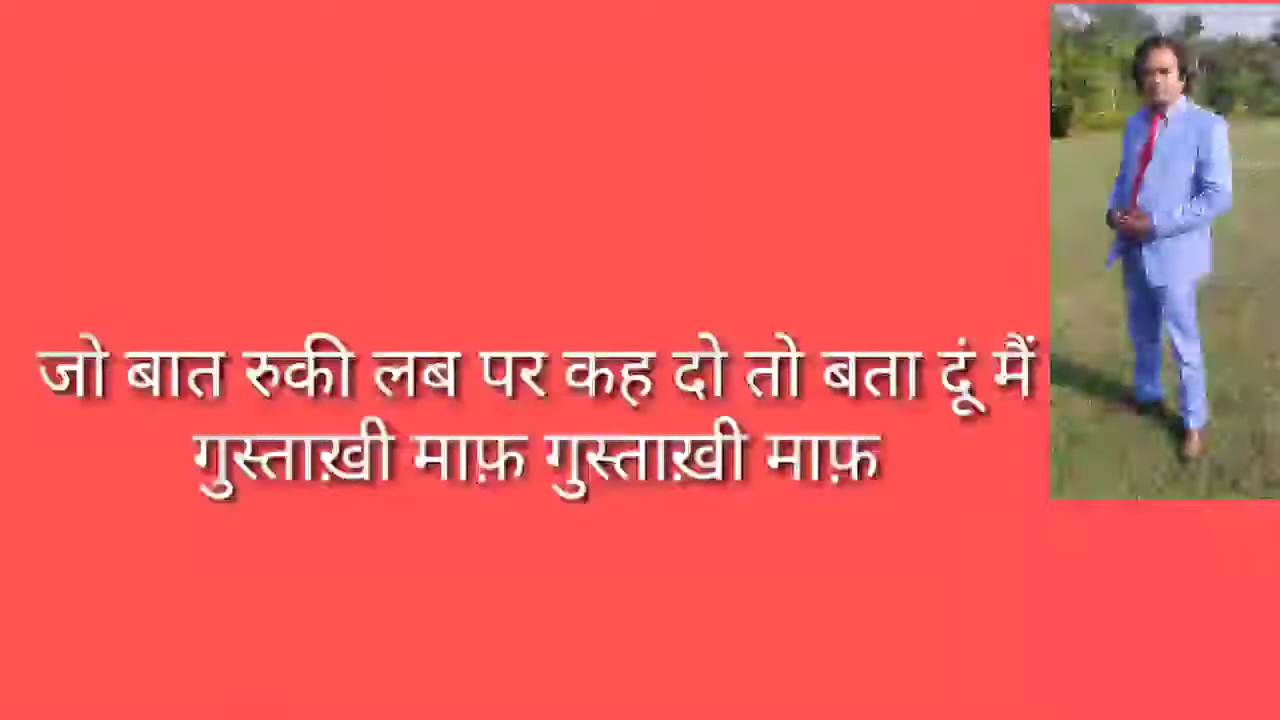 जो बात रुकी लब पर कह दो तो बता दूं मैं
गुस्ताख़ी माफ़ गुस्ताख़ी माफ़